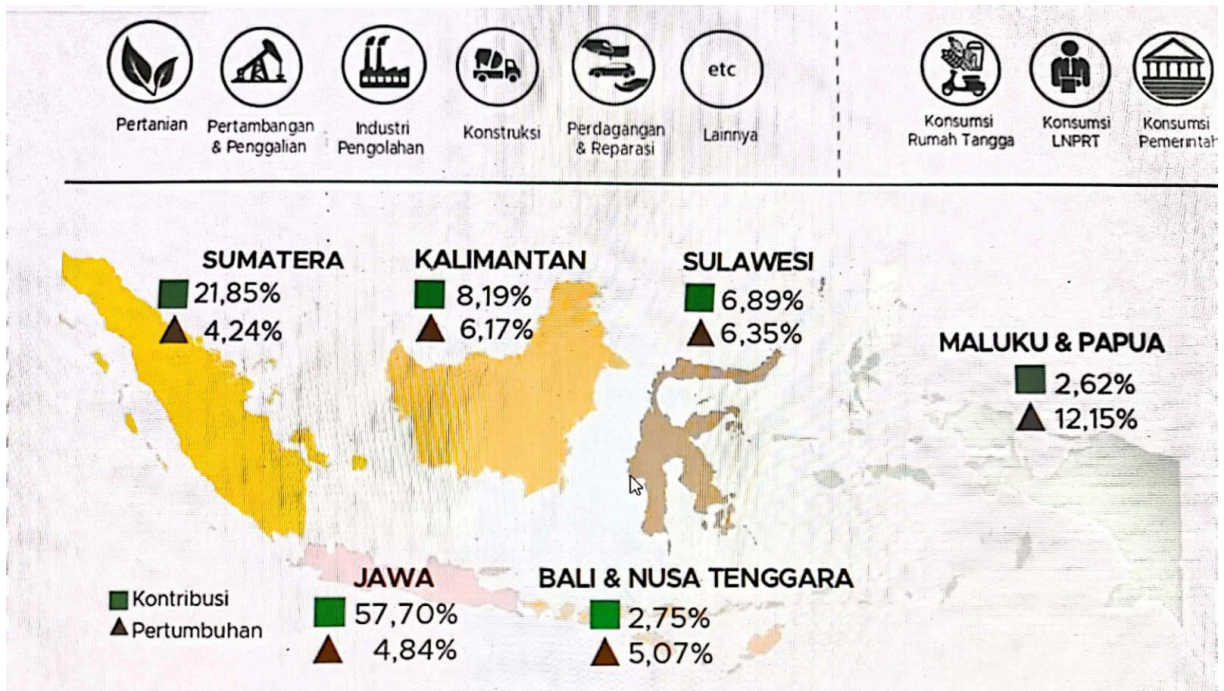 Pertanian
Pertambangan
& Penggalian
Industri
Pengolahan
Konstruksi
Perdagangan
& Reparasi
etc
Lainnya
Konsumsi
Rumah Tangga
Konsumsi
LNPRT
Konsumsi
Pemerintah
SUMATERA
21,85%
4,24%
KALIMANTAN
8,19%
6,17%
SULAWESI
6,89%
6,35%
MALUKU & PAPUA
2,62%
12,15%
JAWA
57,70%
4,84%
BALI & NUSA TENGGARA
2,75%
5,07%
Kontribusi
Pertumbuhan